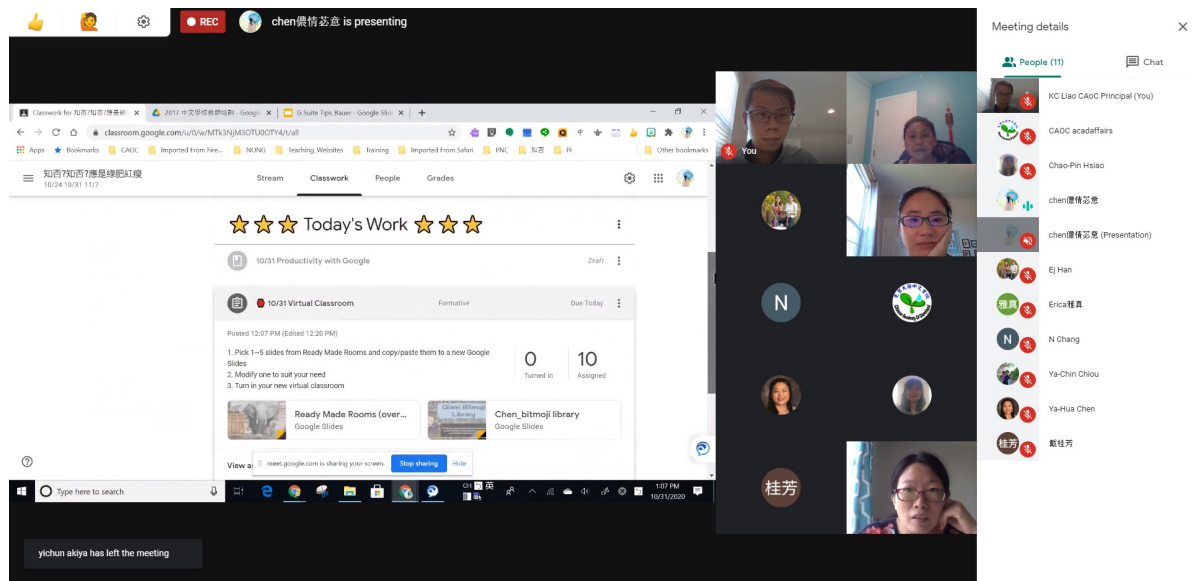 REC
chen儂情苾意 is presenting
Meeting details
People (11)
Chat
Classwork for 知否?知否?應是綠
2017 中文學校教師培訓 - Googl
G Suite Tips_Bauer - Google Slid
classroom.google.com/u/0/w/MTk3NjM3OTU0OTY4/t/all
Apps
Bookmarks
CAOC
Imported From Fire...
NONG
Teaching_Websites
Training
Imported From Safari
PNC
知否
Pi
Other bookmarks
知否?知否?應是綠肥紅瘦
10/24 10/31 11/7
Stream
Classwork
People
Grades
Today's Work
10/31 Productivity with Google
Draft
10/31 Virtual Classroom
Formative
Due Today
Posted 12:07 PM (Edited 12:20 PM)
1. Pick 1~5 slides from Ready Made Rooms and copy/paste them to a new Google
Slides
2. Modify one to suit your need
3. Turn in your new virtual classroom
0
Turned in
10
Assigned
Ready Made Rooms (over...
Google Slides
Chen_bitmoji library
Google Slides
View a
meet.google.com is sharing your screen.
Stop sharing
Hide
Type here to search
CH
英
1:07 PM
10/31/2020
yichun akiya has left the meeting
You
N
桂芳
KC Liao CAoC Principal (You)
CAOC acadaffairs
Chao-Pin Hsiao
chen儂情苾意
chen儂情苾意 (Presentation)
Ej Han
雅真
Erica雅真
N
N Chang
Ya-Chin Chiou
Ya-Hua Chen
桂芳
戴桂芳